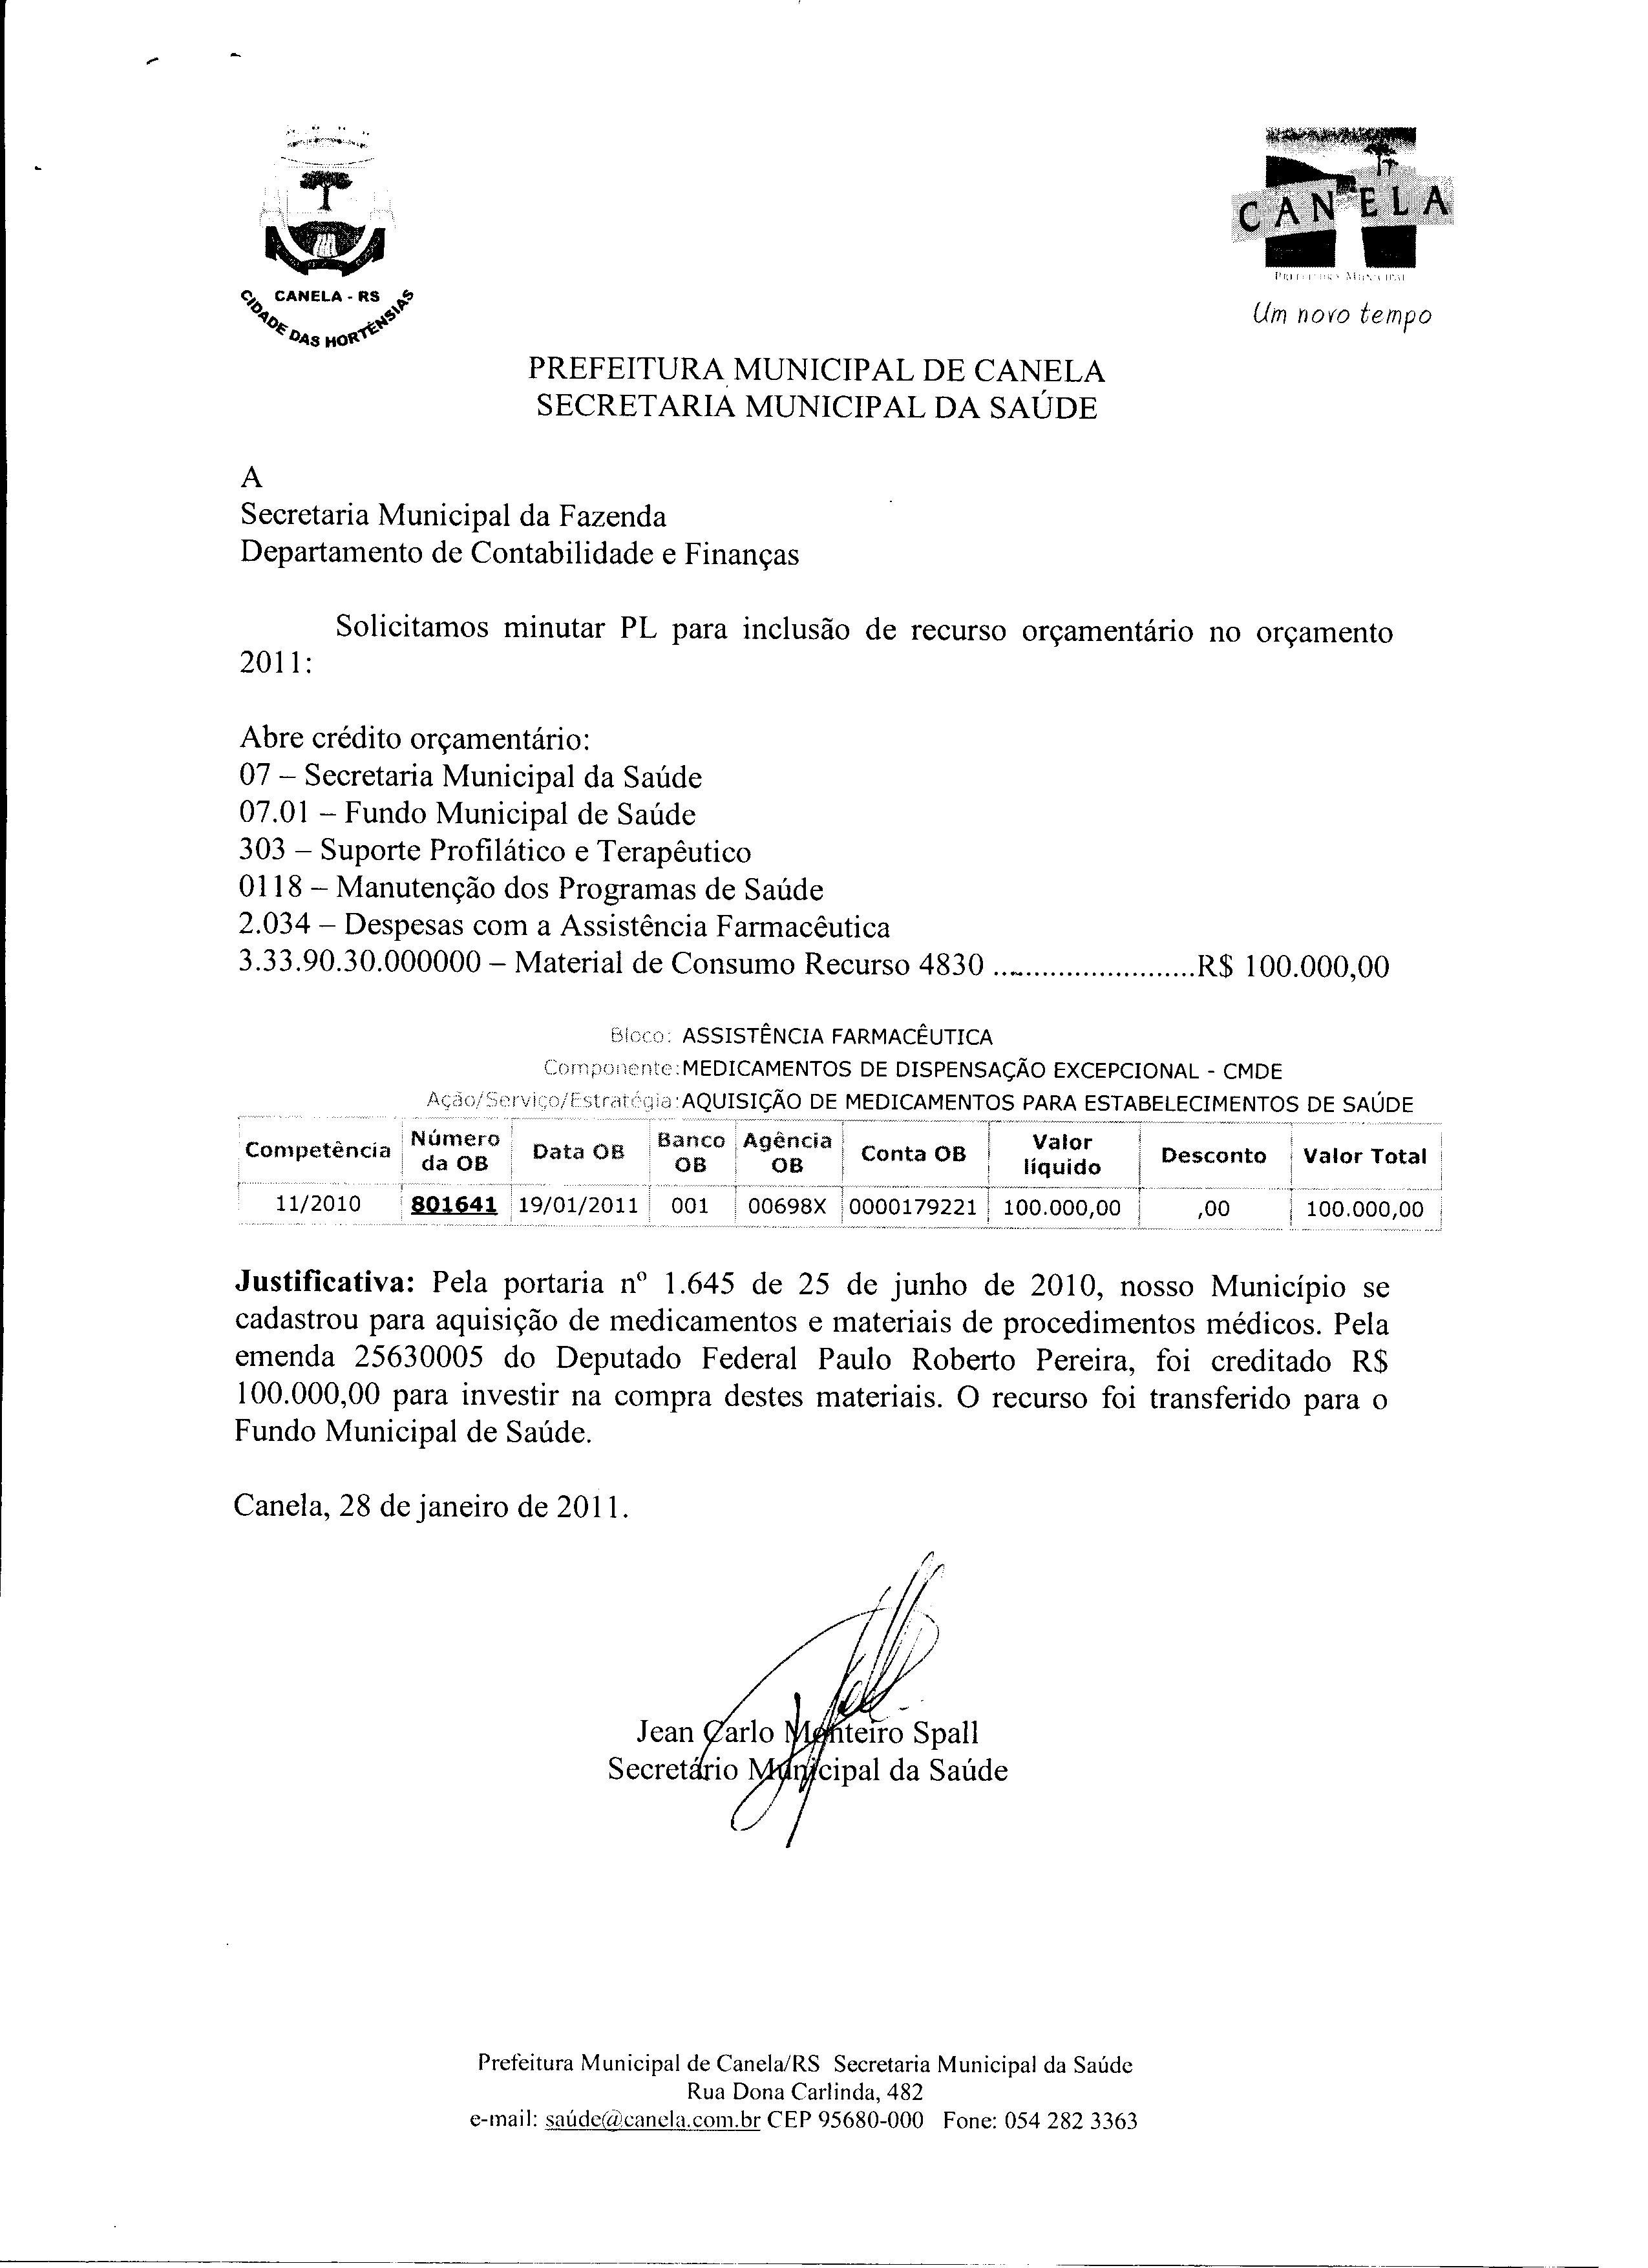 CANELA - RS
CIDADE DAS HORTÊNSIAS
CANELA
Um novo tempo
PREFEITURA MUNICIPAL DE CANELA
SECRETARIA MUNICIPAL DA SAÚDE
A
Secretaria Municipal da Fazenda
Departamento de Contabilidade e Finanças
Solicitamos minutar PL para inclusão de recurso orçamentário no orçamento
2011:
Abre crédito orçamentário:
07 – Secretaria Municipal da Saúde
07.01 – Fundo Municipal de Saúde
303 – Suporte Profilático e Terapêutico
0118 – Manutenção dos Programas de Saúde
2.034 – Despesas com a Assistência Farmacêutica
3.33.90.30.000000 – Material de Consumo Recurso 4830 ..........................R$ 100.000,00
Bloco: ASSISTÊNCIA FARMACÊUTICA
Componente:MEDICAMENTOS DE DISPENSAÇÃO EXCEPCIONAL - CMDE
Ação/Serviço/Estratégia:AQUISIÇÃO DE MEDICAMENTOS PARA ESTABELECIMENTOS DE SAÚDE
Competência Número da OB Data OB Banco OB Agência OB Conta OB Valor líquido Desconto Valor Total
11/2010 801641 19/01/2011 001 00698X 0000179221 100.000,00 ,00 100.000,00
Justificativa: Pela portaria nº 1.645 de 25 de junho de 2010, nosso Município se
cadastrou para aquisição de medicamentos e materiais de procedimentos médicos. Pela
emenda 25630005 do Deputado Federal Paulo Roberto Pereira, foi creditado R$
100.000,00 para investir na compra destes materiais. O recurso foi transferido para o
Fundo Municipal de Saúde.
Canela, 28 de janeiro de 2011.
Jean Carlo Monteiro Spall
Secretário Municipal da Saúde
Prefeitura Municipal de Canela/RS Secretaria Municipal da Saúde
Rua Dona Carlinda, 482
e-mail: saúde@canela.com.br CEP 95680-000 Fone: 054 282 3363